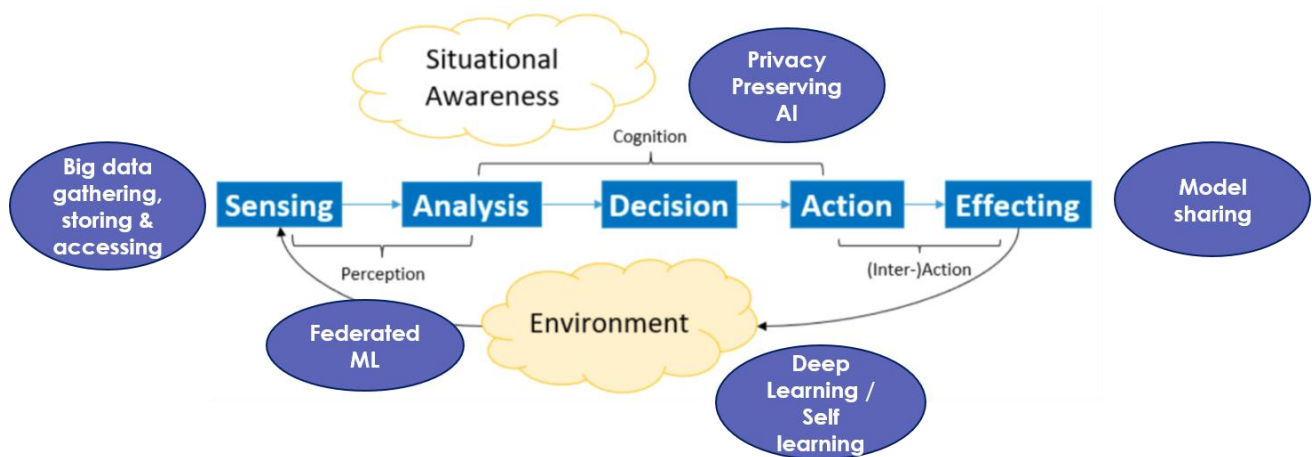 Situational
Awareness
Privacy
Preserving
AI
Cognition
Big data
gathering,
storing &
accessing
Sensing
Analysis
Decision
Action
Effecting
Model
sharing
Perception
(Inter-)Action
Environment
Federated
ML
Deep
Learning /
Self
learning